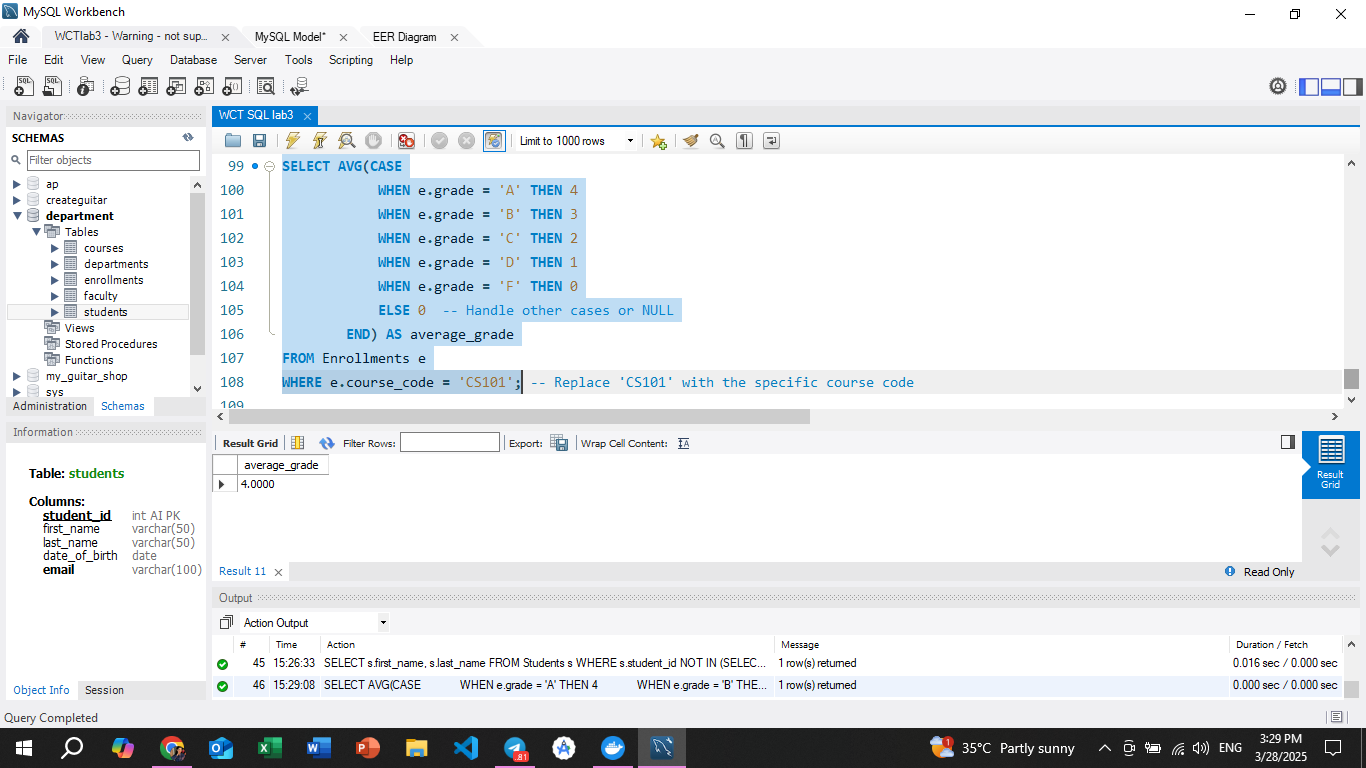 MySQL Workbench
WCTlab3 - Warning - not sup... MySQL Model* EER Diagram
File Edit View Query Database Server Tools Scripting Help
Navigator
SCHEMAS
Filter objects
ap
createguitar
department
Tables
courses
departments
enrollments
faculty
students
Views
Stored Procedures
Functions
my_guitar_shop
sys
Administration Schemas
Information
Table: students
Columns:
student_id int AI PK
first_name varchar(50)
last_name varchar(50)
date_of_birth date
email varchar(100)
Object Info Session
WCT SQL lab3
Limit to 1000 rows
99 SELECT AVG(CASE
100 WHEN e.grade = 'A' THEN 4
101 WHEN e.grade = 'B' THEN 3
102 WHEN e.grade = 'C' THEN 2
103 WHEN e.grade = 'D' THEN 1
104 WHEN e.grade = 'F' THEN 0
105 ELSE 0 -- Handle other cases or NULL
106 END) AS average_grade
107 FROM Enrollments e
108 WHERE e.course_code = 'CS101'; -- Replace 'CS101' with the specific course code
109
Result Grid Filter Rows: Export: Wrap Cell Content:
average_grade
4.0000
Result Grid
Result 11 Read Only
Output
Action Output
# Time Action Message Duration / Fetch
45 15:26:33 SELECT s.first_name, s.last_name FROM Students s WHERE s.student_id NOT IN (SELEC... 1 row(s) returned 0.016 sec / 0.000 sec
46 15:29:08 SELECT AVG(CASE WHEN e.grade = 'A' THEN 4 WHEN e.grade = 'B' THE... 1 row(s) returned 0.000 sec / 0.000 sec
Query Completed
81
1
35°C Partly sunny ENG 3:29 PM
3/28/2025